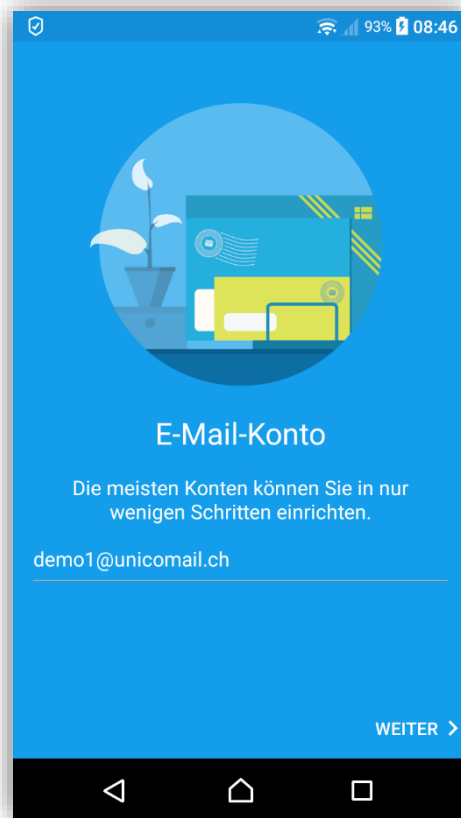 93% 08:46
E-Mail-Konto
Die meisten Konten können Sie in nur
wenigen Schritten einrichten.
demo1@unicomail.ch
WEITER